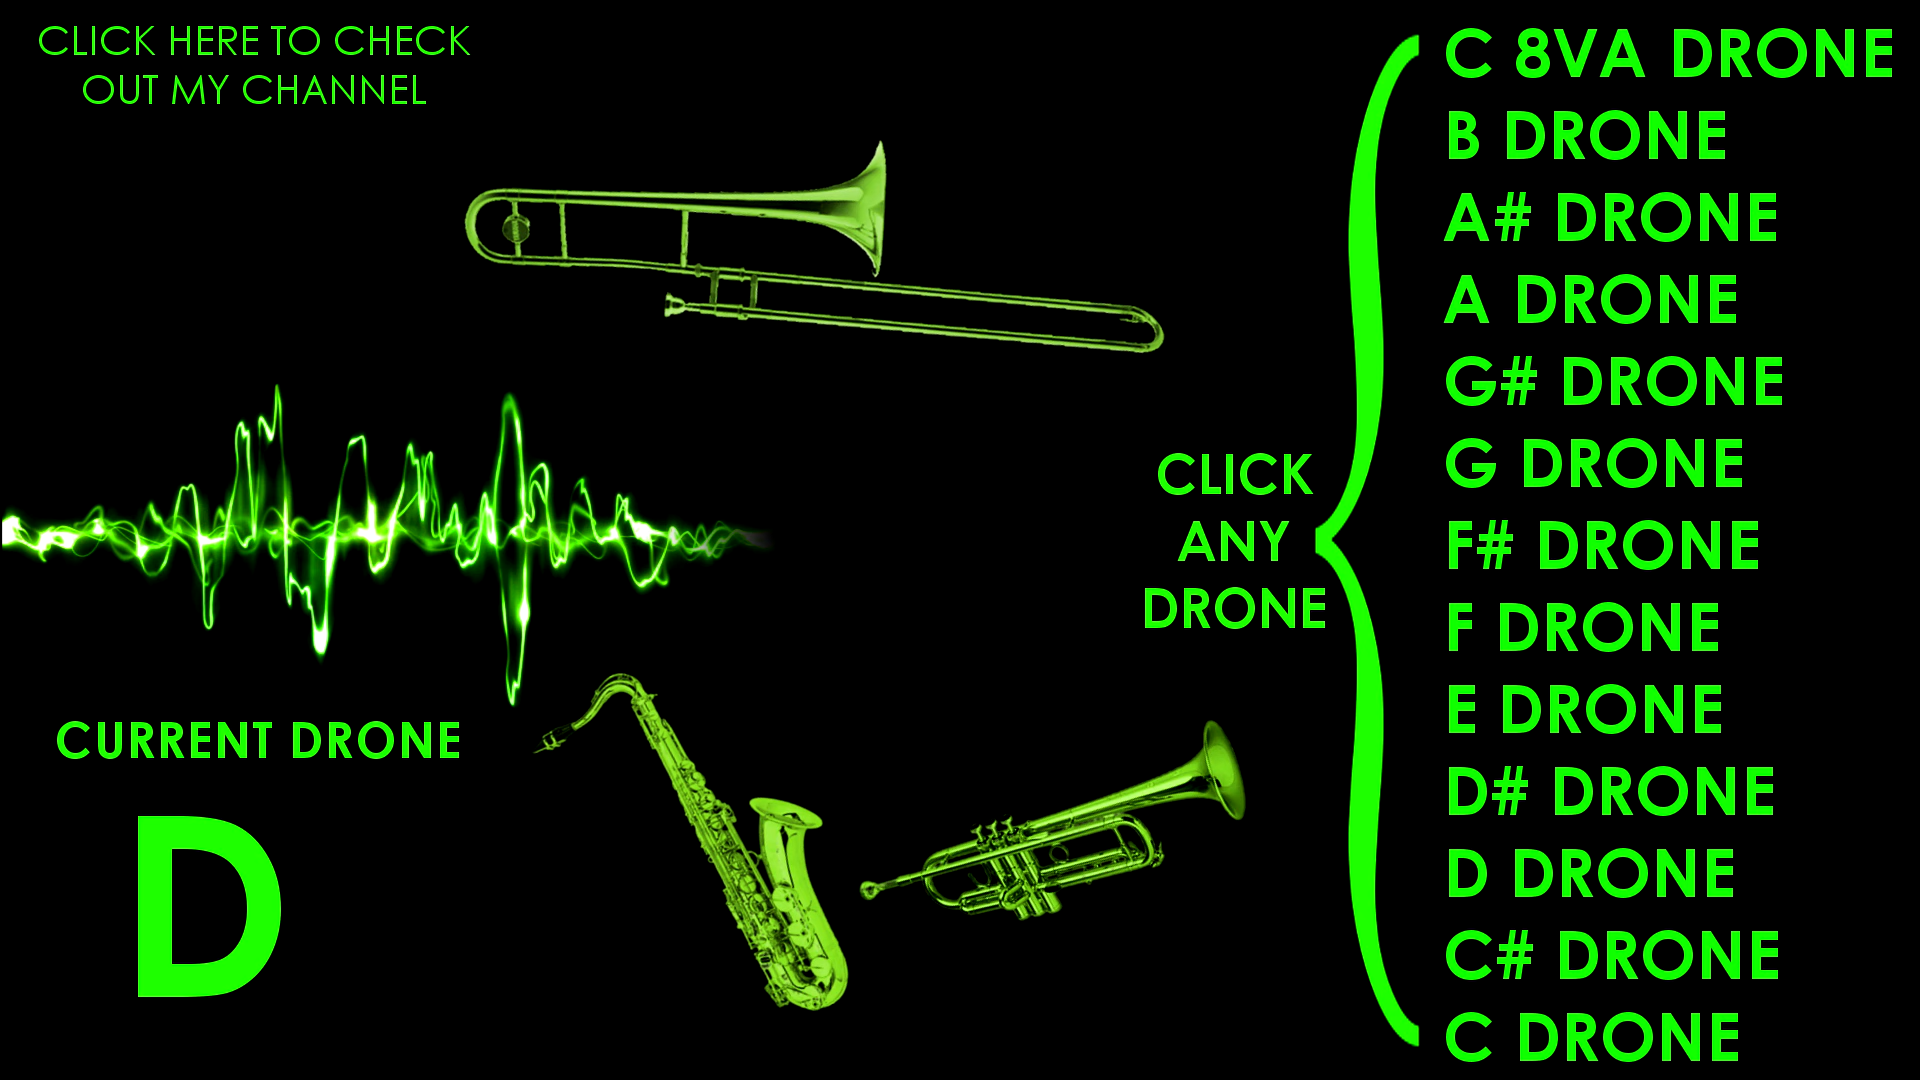 CLICK HERE TO CHECK
OUT MY CHANNEL
CURRENT DRONE
D
CLICK
ANY
DRONE
C 8VA DRONE
B DRONE
A# DRONE
A DRONE
G# DRONE
G DRONE
F# DRONE
F DRONE
E DRONE
D# DRONE
D DRONE
C# DRONE
C DRONE